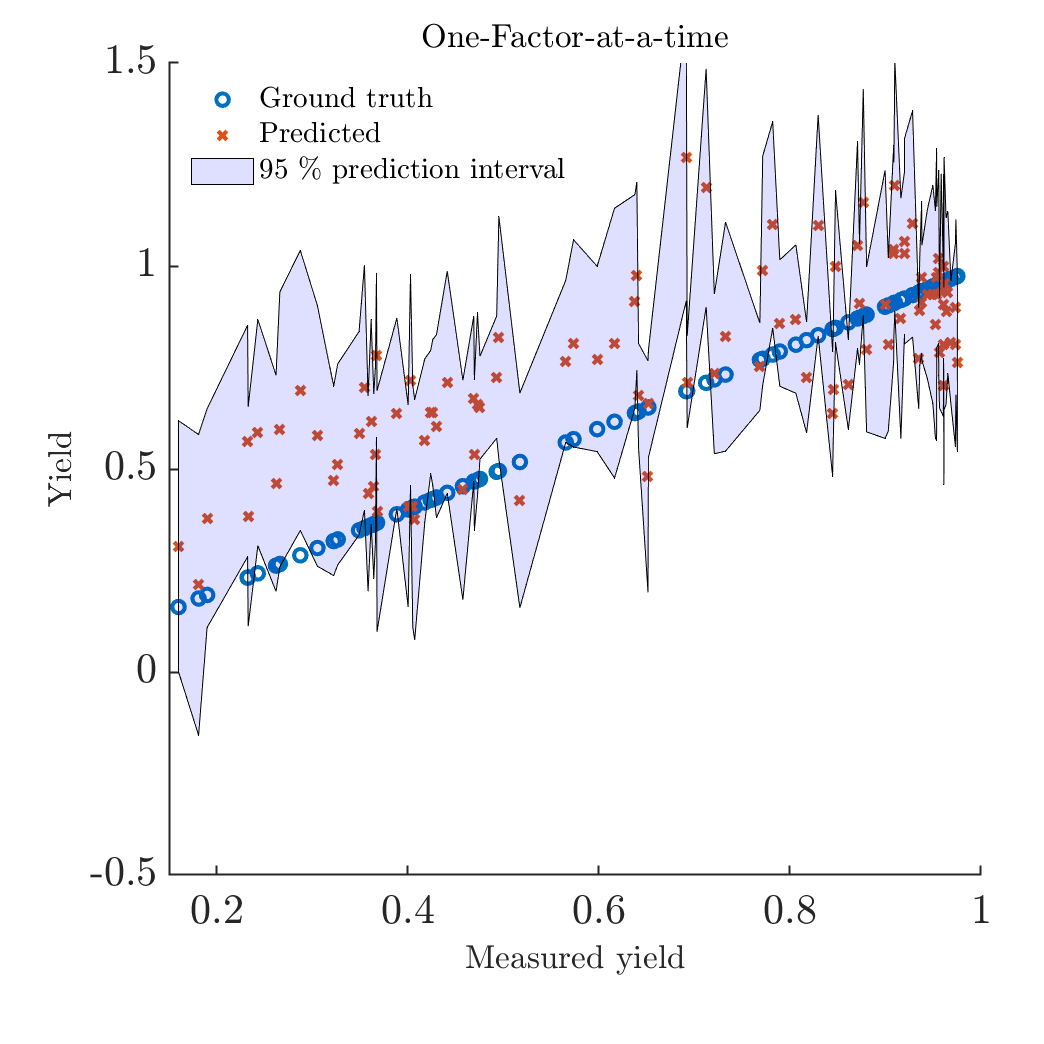 One-Factor-at-a-time
1.5
Ground truth
Predicted
95 % prediction interval
1
0.5
0
-0.5
Yield
0.2 0.4 0.6 0.8 1
Measured yield